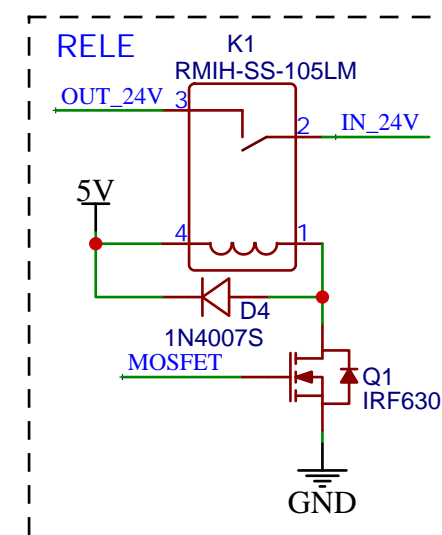 RELE
K1
RMIH-SS-105LM
OUT_24V
3
2
IN_24V
5V
4
1
D4
1N4007S
MOSFET
Q1
IRF630
GND